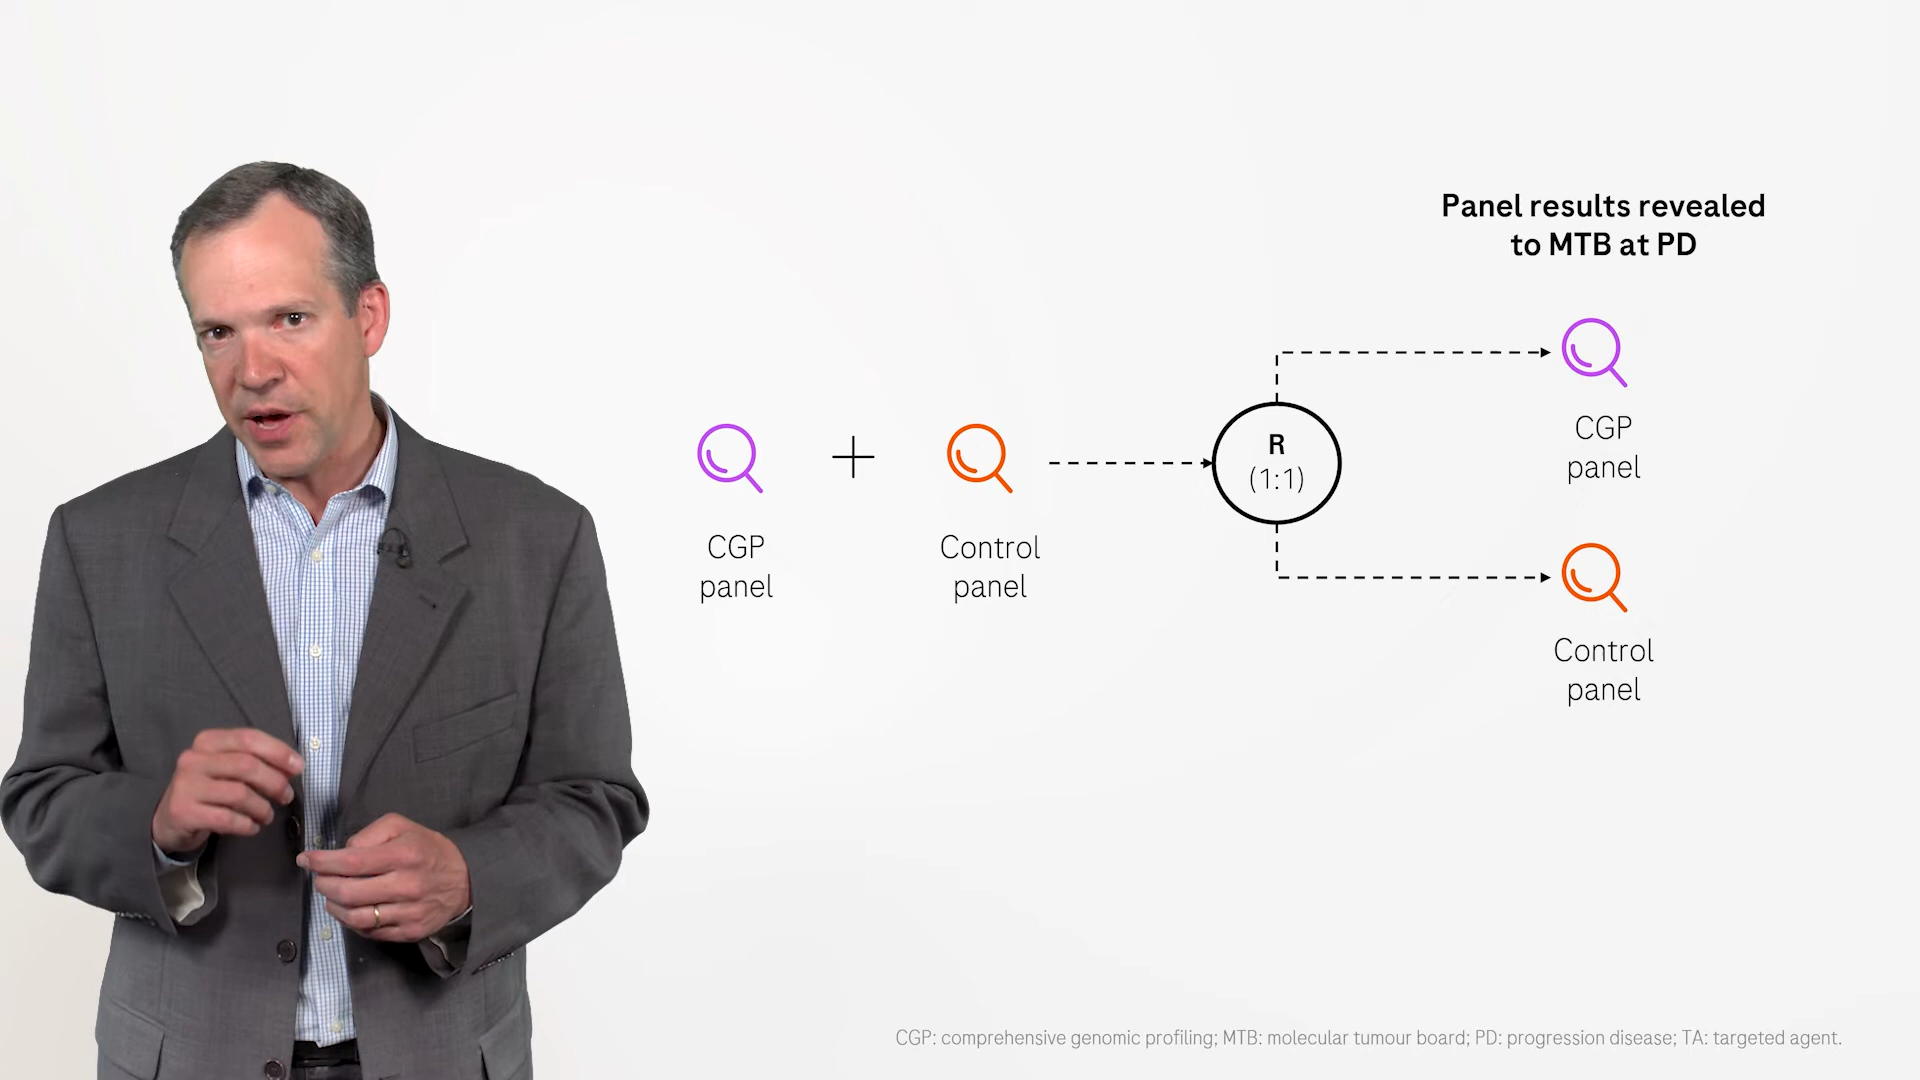 Panel results revealed
to MTB at PD
CGP
panel
+
Control
panel
R
(1:1)
CGP
panel
Control
panel
CGP: comprehensive genomic profiling; MTB: molecular tumour board; PD: progression disease; TA: targeted agent.